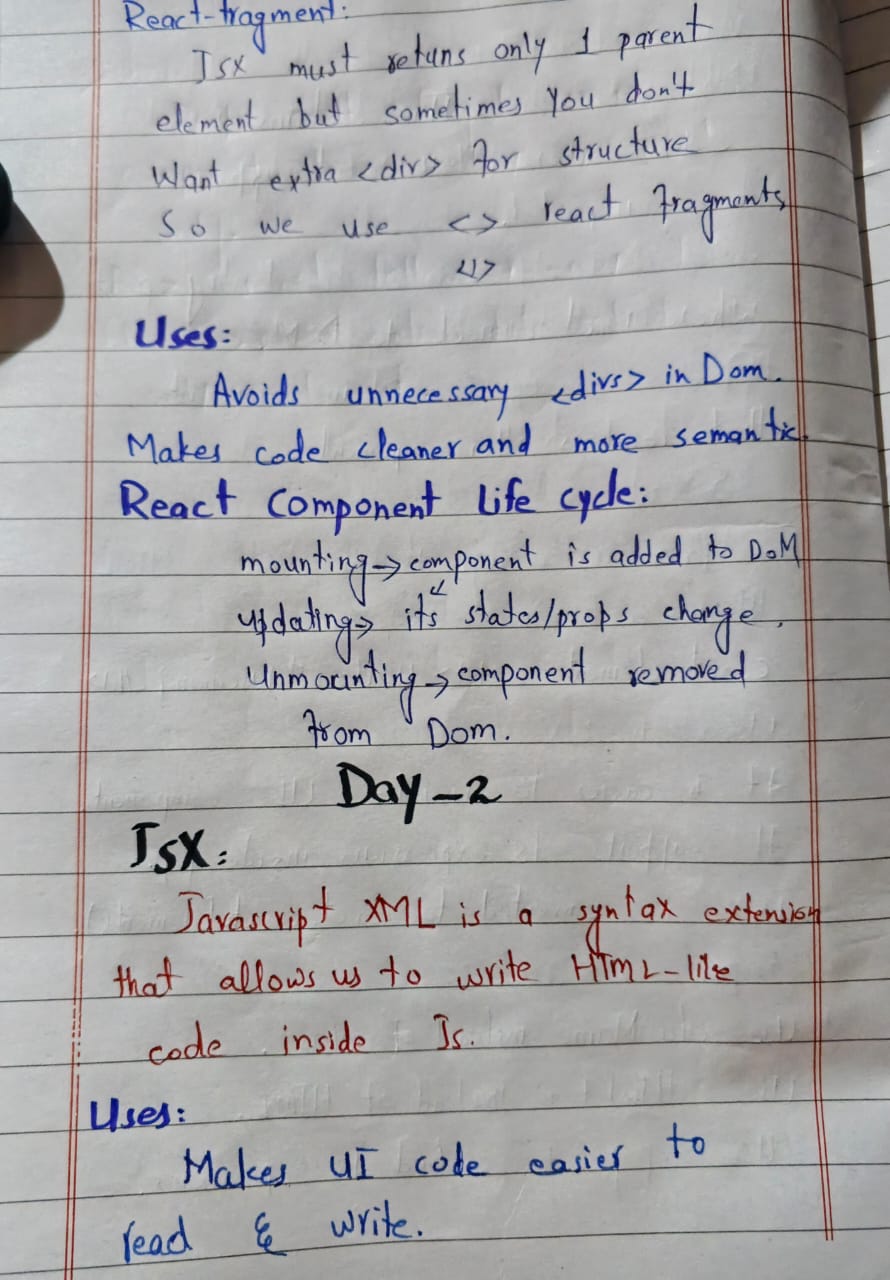 React-fragment:
Jsx must retuns only 1 parent
element but sometimes you don't
Want extra <div> for structure
So we use <> react fragments,
</>
Uses:
Avoids unnecessary <divs> in Dom.
Makes code cleaner and more semantic.
React Component Life cycle:
mounting → component is added to DoM
Updating → its states/props change.
Unmounting → component removed
from Dom.
Day-2
JSX:
Javascript XML is a syntax extension
that allows us to write HTML-like
code inside Js.
Uses:
Makes UI code easier to
read & write.